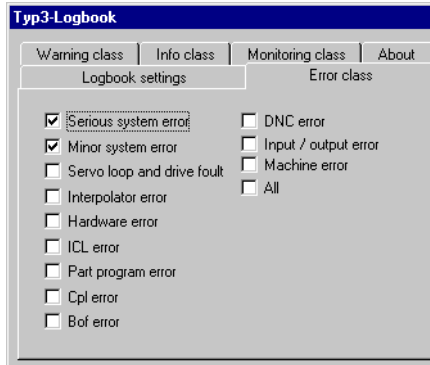 Typ3-Logbook
Warning class Info class Monitoring class About
Logbook settings Error class
Serious system error
Minor system error
Servo loop and drive foult
Interpolator error
Hardware error
ICL error
Part program error
Cpl error
Bof error
DNC error
Input / output error
Machine error
All